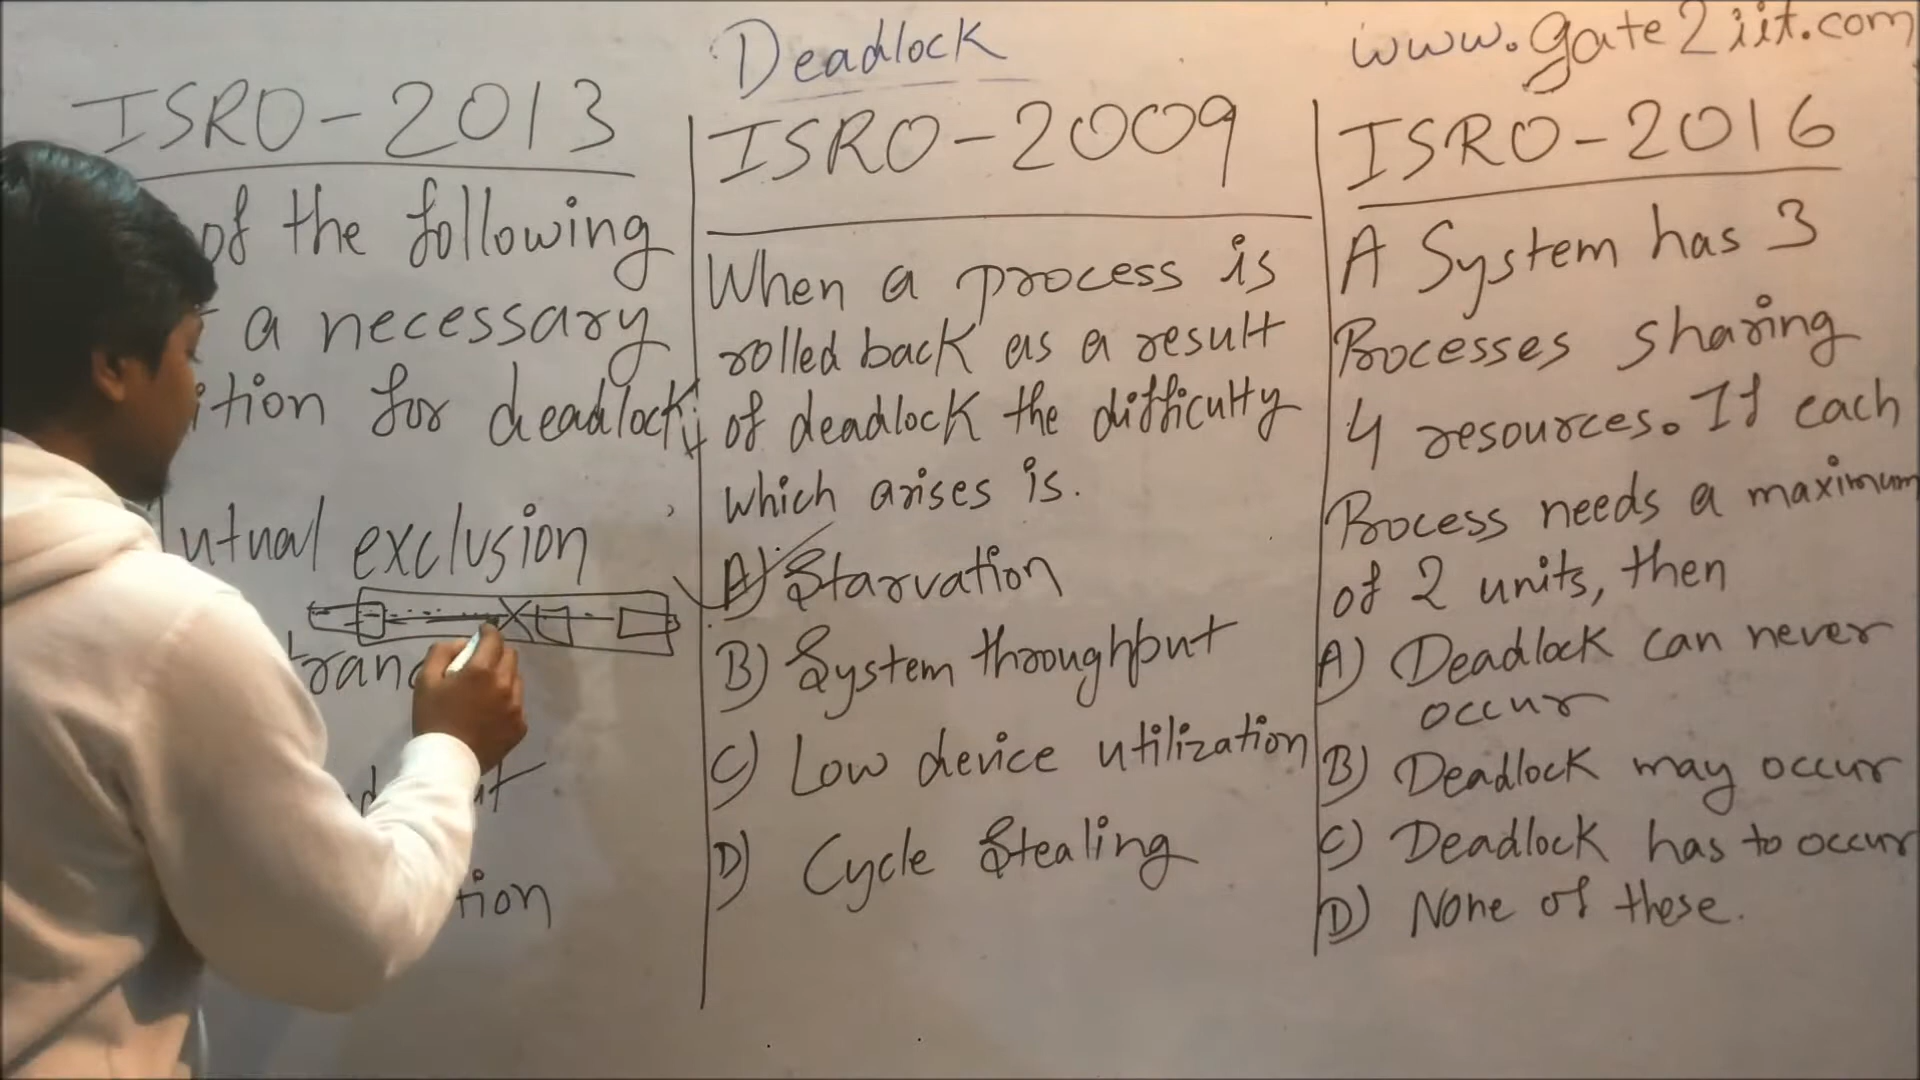 Deadlock
www.gate2iit.com
ISRO-2013
of the following
a necessary
ition for deadlock
utual exclusion
ISRO-2009
When a process is
rolled back as a result
of deadlock the difficulty
which arises is.
A) Starvation
B) System throughput
C) Low device utilization
D) Cycle Stealing
ISRO-2016
A System has 3
Processes sharing
4 resources. If each
Process needs a maximum
of 2 units, then
A) Deadlock can never
occur
B) Deadlock may occur
C) Deadlock has to occur
D) None of these.